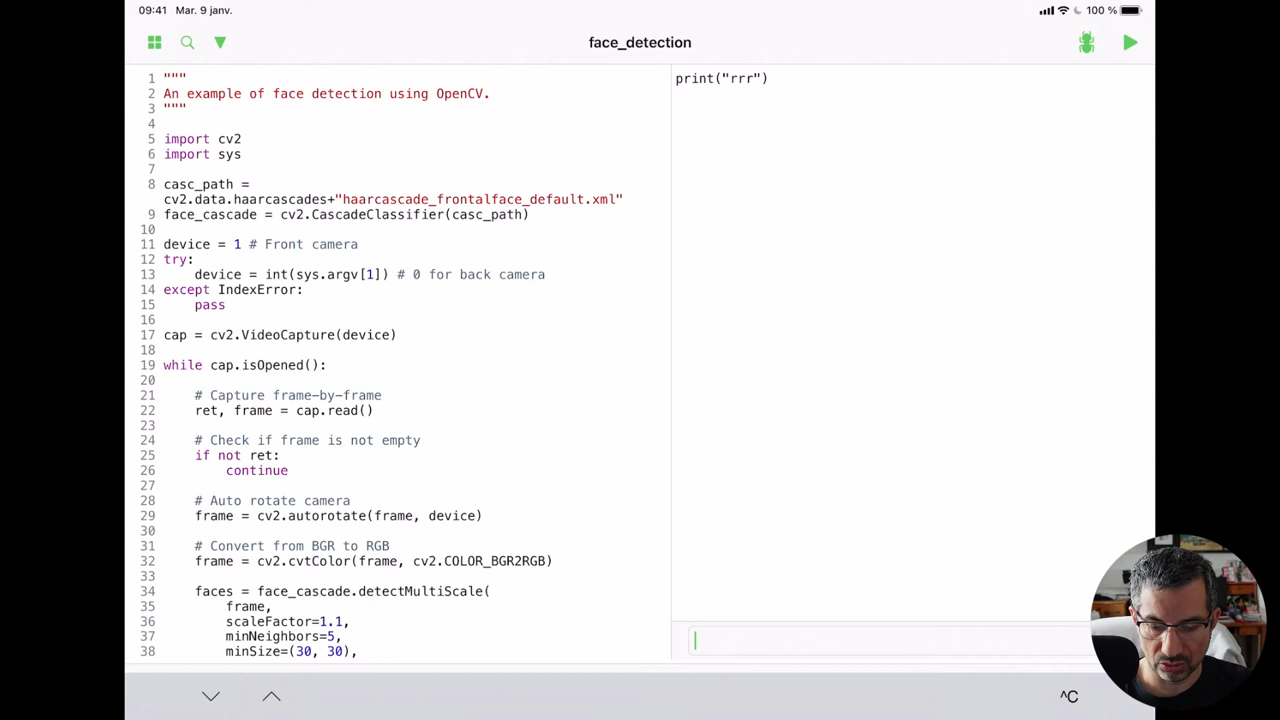 09:41 Mar. 9 janv.
100 %
face_detection
1 """
2 An example of face detection using OpenCV.
3 """
4
5 import cv2
6 import sys
7
8 casc_path =
cv2.data.haarcascades+"haarcascade_frontalface_default.xml"
9 face_cascade = cv2.CascadeClassifier(casc_path)
10
11 device = 1 # Front camera
12 try:
13 device = int(sys.argv[1]) # 0 for back camera
14 except IndexError:
15 pass
16
17 cap = cv2.VideoCapture(device)
18
19 while cap.isOpened():
20
21 # Capture frame-by-frame
22 ret, frame = cap.read()
23
24 # Check if frame is not empty
25 if not ret:
26 continue
27
28 # Auto rotate camera
29 frame = cv2.autorotate(frame, device)
30
31 # Convert from BGR to RGB
32 frame = cv2.cvtColor(frame, cv2.COLOR_BGR2RGB)
33
34 faces = face_cascade.detectMultiScale(
35 frame,
36 scaleFactor=1.1,
37 minNeighbors=5,
38 minSize=(30, 30),
print("rrr")
^C